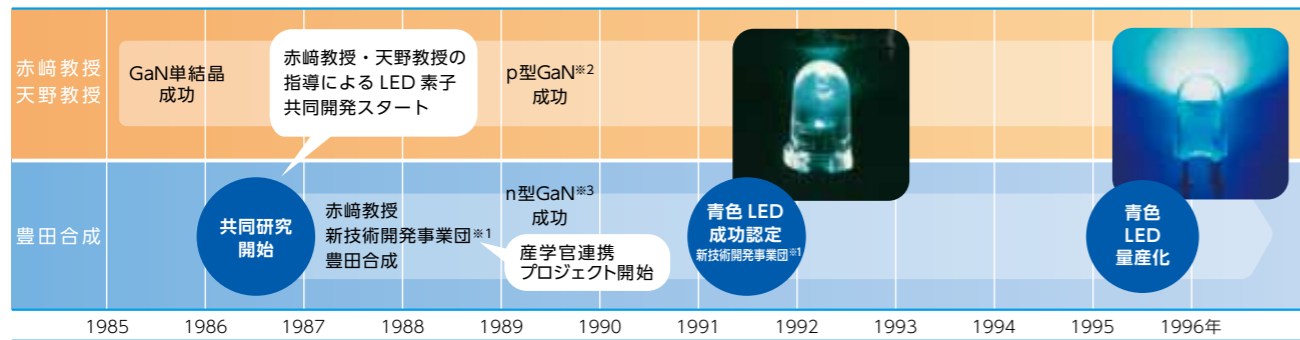 赤﨑教授
天野教授
GaN単結晶
成功
赤﨑教授・天野教授の
指導による LED 素子
共同開発スタート
p型GaN※2
成功
豊田合成
共同研究
開始
赤﨑教授
新技術開発事業団※1
豊田合成
n型GaN※3
成功
産学官連携
プロジェクト開始
青色 LED
成功認定
新技術開発事業団※1
青色
LED
量産化
1985 1986 1987 1988 1989 1990 1991 1992 1993 1994 1995 1996年